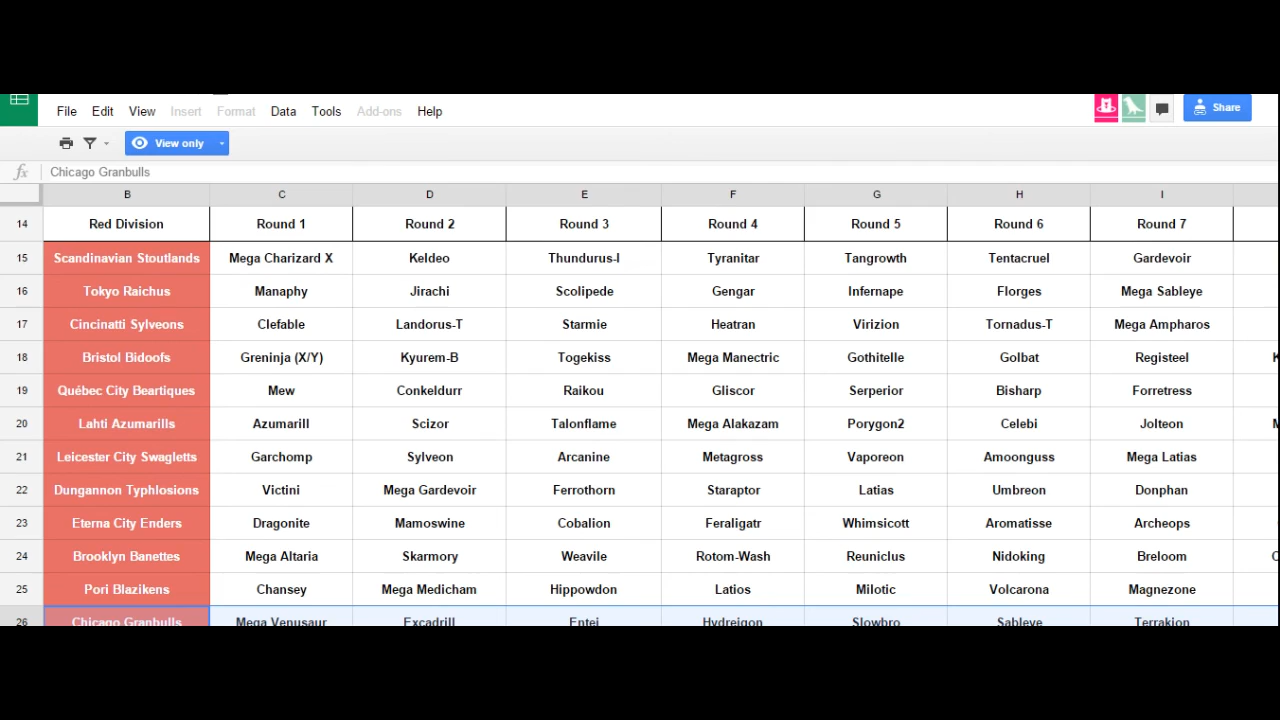 File Edit View Insert Format Data Tools Add-ons Help Share
View only
fx Chicago Granbulls
B C D E F G H I
14 Red Division Round 1 Round 2 Round 3 Round 4 Round 5 Round 6 Round 7
15 Scandinavian Stoutlands Mega Charizard X Keldeo Thundurus-I Tyranitar Tangrowth Tentacruel Gardevoir
16 Tokyo Raichus Manaphy Jirachi Scolipede Gengar Infernape Florges Mega Sableye
17 Cincinatti Sylveons Clefable Landorus-T Starmie Heatran Virizion Tornadus-T Mega Ampharos
18 Bristol Bidoofs Greninja (X/Y) Kyurem-B Togekiss Mega Manectric Gothitelle Golbat Registeel
19 Québec City Beartiques Mew Conkeldurr Raikou Gliscor Serperior Bisharp Forretress
20 Lahti Azumarills Azumarill Scizor Talonflame Mega Alakazam Porygon2 Celebi Jolteon
21 Leicester City Swagletts Garchomp Sylveon Arcanine Metagross Vaporeon Amoonguss Mega Latias
22 Dungannon Typhlosions Victini Mega Gardevoir Ferrothorn Staraptor Latias Umbreon Donphan
23 Eterna City Enders Dragonite Mamoswine Cobalion Feraligatr Whimsicott Aromatisse Archeops
24 Brooklyn Banettes Mega Altaria Skarmory Weavile Rotom-Wash Reuniclus Nidoking Breloom
25 Pori Blazikens Chansey Mega Medicham Hippowdon Latios Milotic Volcarona Magnezone
26 Chicago Granbulls Mega Venusaur Excadrill Entei Hydreigon Slowbro Sableye Terrakion